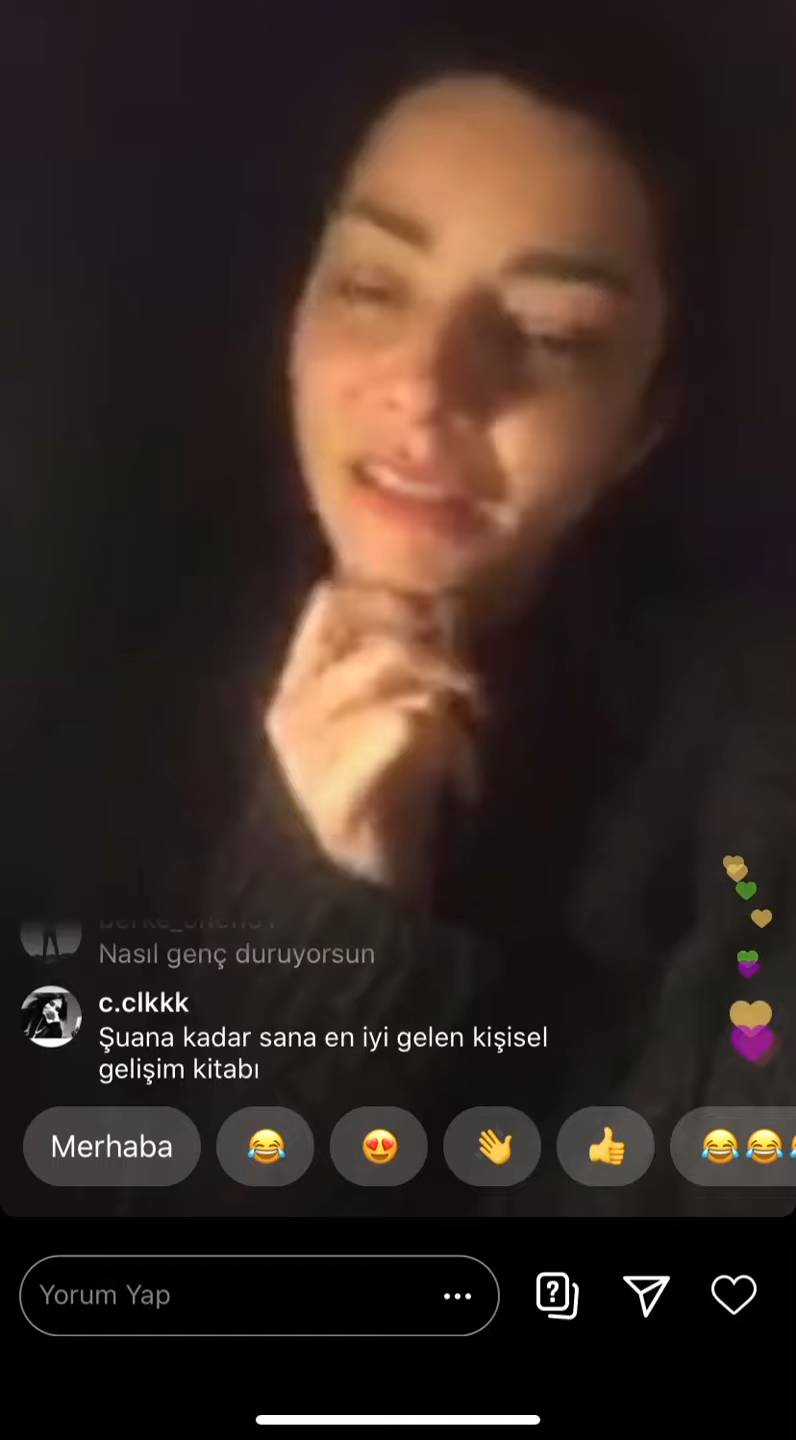 Nasıl genç duruyorsun
c.clkkk
Şuana kadar sana en iyi gelen kişisel
gelişim kitabı
Merhaba
Yorum Yap